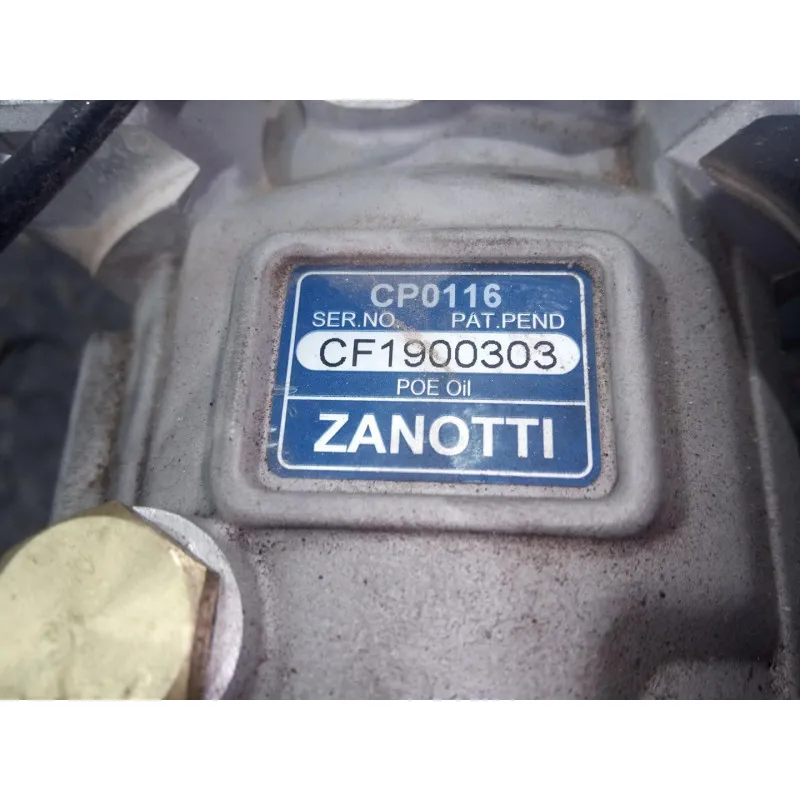 CP0116
SER.NO. PAT.PEND
CF1900303
POE Oil
ZANOTTI